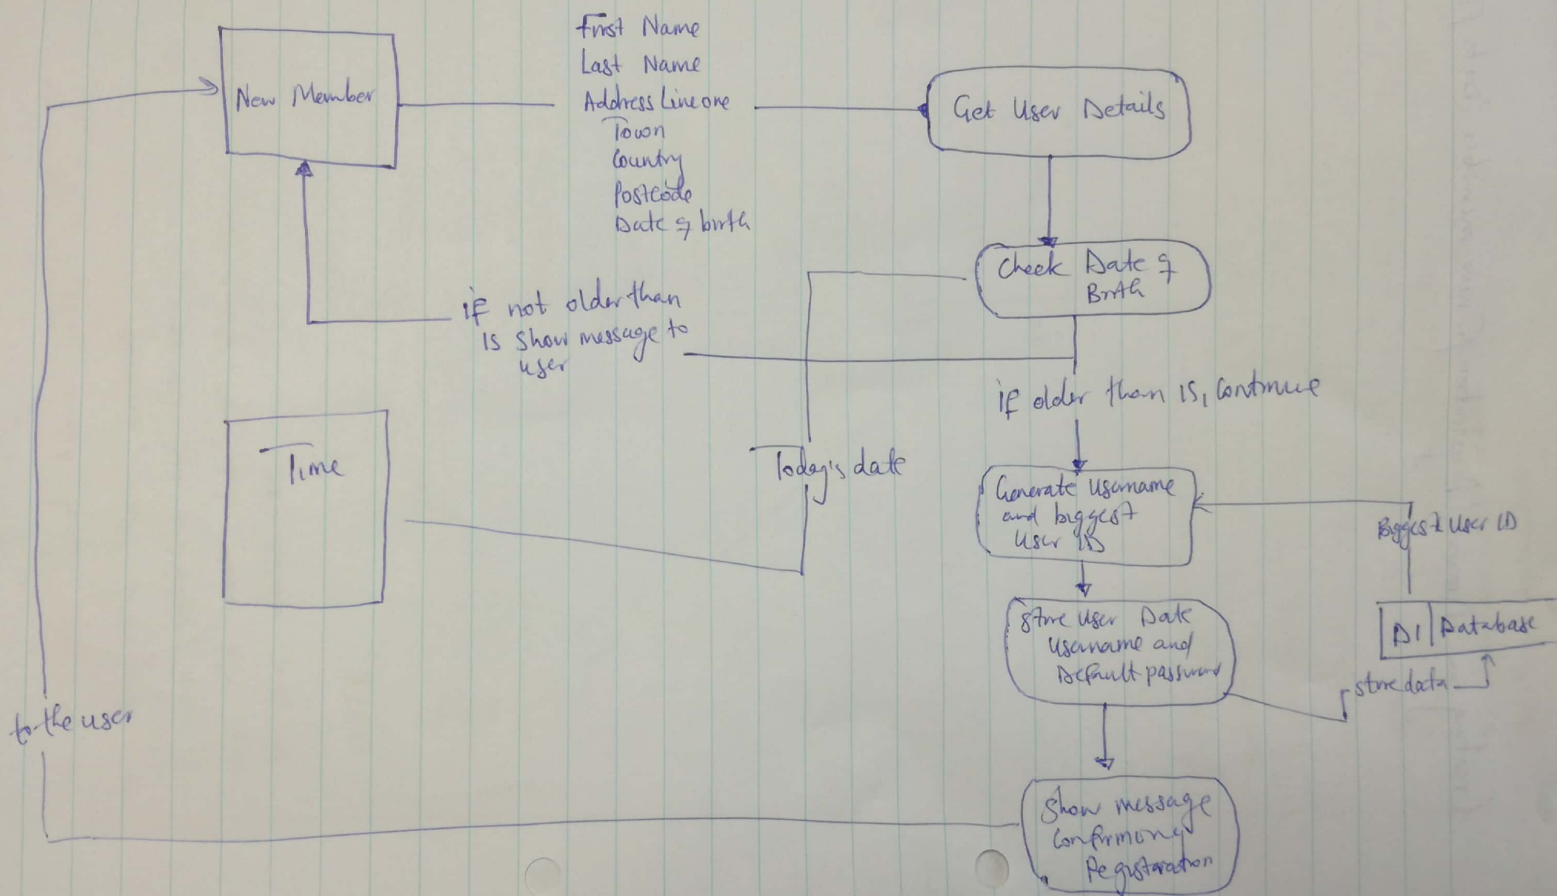 First Name
Last Name
Address Line one
Town
Country
Postcode
Date of birth
New Member
Get User Details
Check Date of
Birth
if not older than
15 show message to
user
if older than 15, continue
Time
Today's date
Generate username
and biggest
user ID
Biggest User ID
D1 Database
Store User Date
Username and
Default password
store data
to the user
Show message
Confirming
Registaration